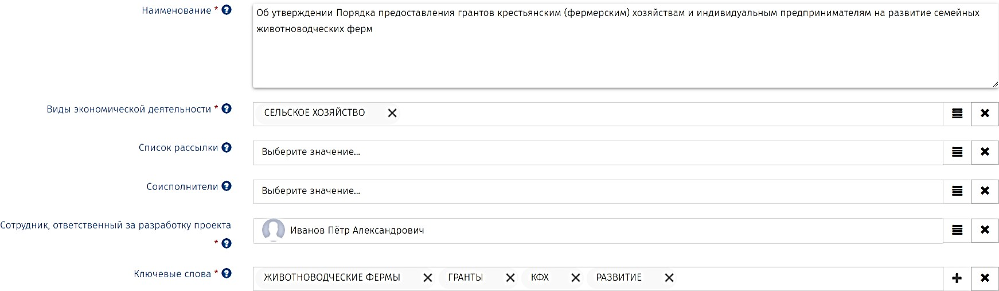 Наименование *
Об утверждении Порядка предоставления грантов крестьянским (фермерским) хозяйствам и индивидуальным предпринимателям на развитие семейных
животноводческих ферм
Виды экономической деятельности *
СЕЛЬСКОЕ ХОЗЯЙСТВО
Список рассылки
Выберите значение...
Соисполнители
Выберите значение...
Сотрудник, ответственный за разработку проекта
*
Иванов Пётр Александрович
Ключевые слова *
ЖИВОТНОВОДЧЕСКИЕ ФЕРМЫ ГРАНТЫ КФХ РАЗВИТИЕ